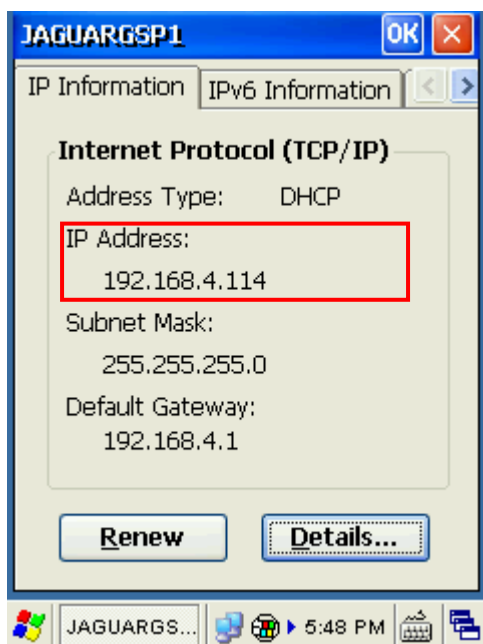 JAGUARGSP1 OK
IP Information IPv6 Information
Internet Protocol (TCP/IP)
Address Type: DHCP
IP Address:
192.168.4.114
Subnet Mask:
255.255.255.0
Default Gateway:
192.168.4.1
Renew Details...
JAGUARGS... 5:48 PM